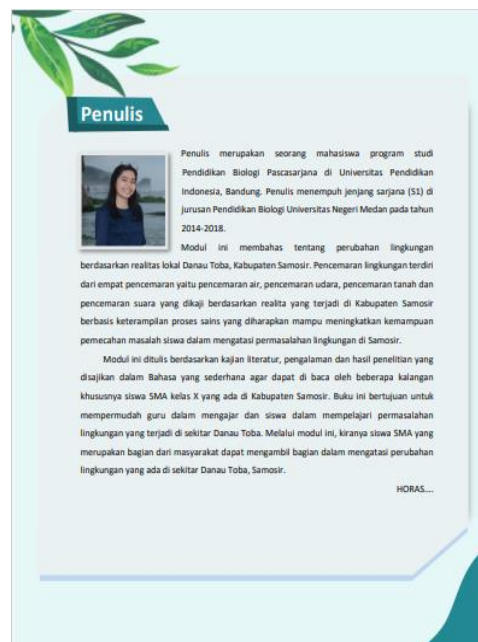 Penulis
Penulis merupakan seorang mahasiswa program studi
Pendidikan Biologi Pascasarjana di Universitas Pendidikan
Indonesia, Bandung. Penulis menempuh jenjang sarjana (S1) di
jurusan Pendidikan Biologi Universitas Negeri Medan pada tahun
2014-2018.
Modul ini membahas tentang perubahan lingkungan
berdasarkan realitas lokal Danau Toba, Kabupaten Samosir. Pencemaran lingkungan terdiri
dari empat pencemaran yaitu pencemaran air, pencemaran udara, pencemaran tanah dan
pencemaran suara yang dikaji berdasarkan realita yang terjadi di Kabupaten Samosir
berbasis keterampilan proses sains yang diharapkan mampu meningkatkan kemampuan
pemecahan masalah siswa dalam mengatasi permasalahan lingkungan di Samosir.
Modul ini ditulis berdasarkan kajian literatur, pengalaman dan hasil penelitian yang
disajikan dalam Bahasa yang sederhana agar dapat di baca oleh beberapa kalangan
khususnya siswa SMA kelas X yang ada di Kabupaten Samosir. Buku ini bertujuan untuk
mempermudah guru dalam mengajar dan siswa dalam mempelajari permasalahan
lingkungan yang terjadi di sekitar Danau Toba. Melalui modul ini, kiranya siswa SMA yang
merupakan bagian dari masyarakat dapat mengambil bagian dalam mengatasi perubahan
lingkungan yang ada di sekitar Danau Toba, Samosir.
HORAS....